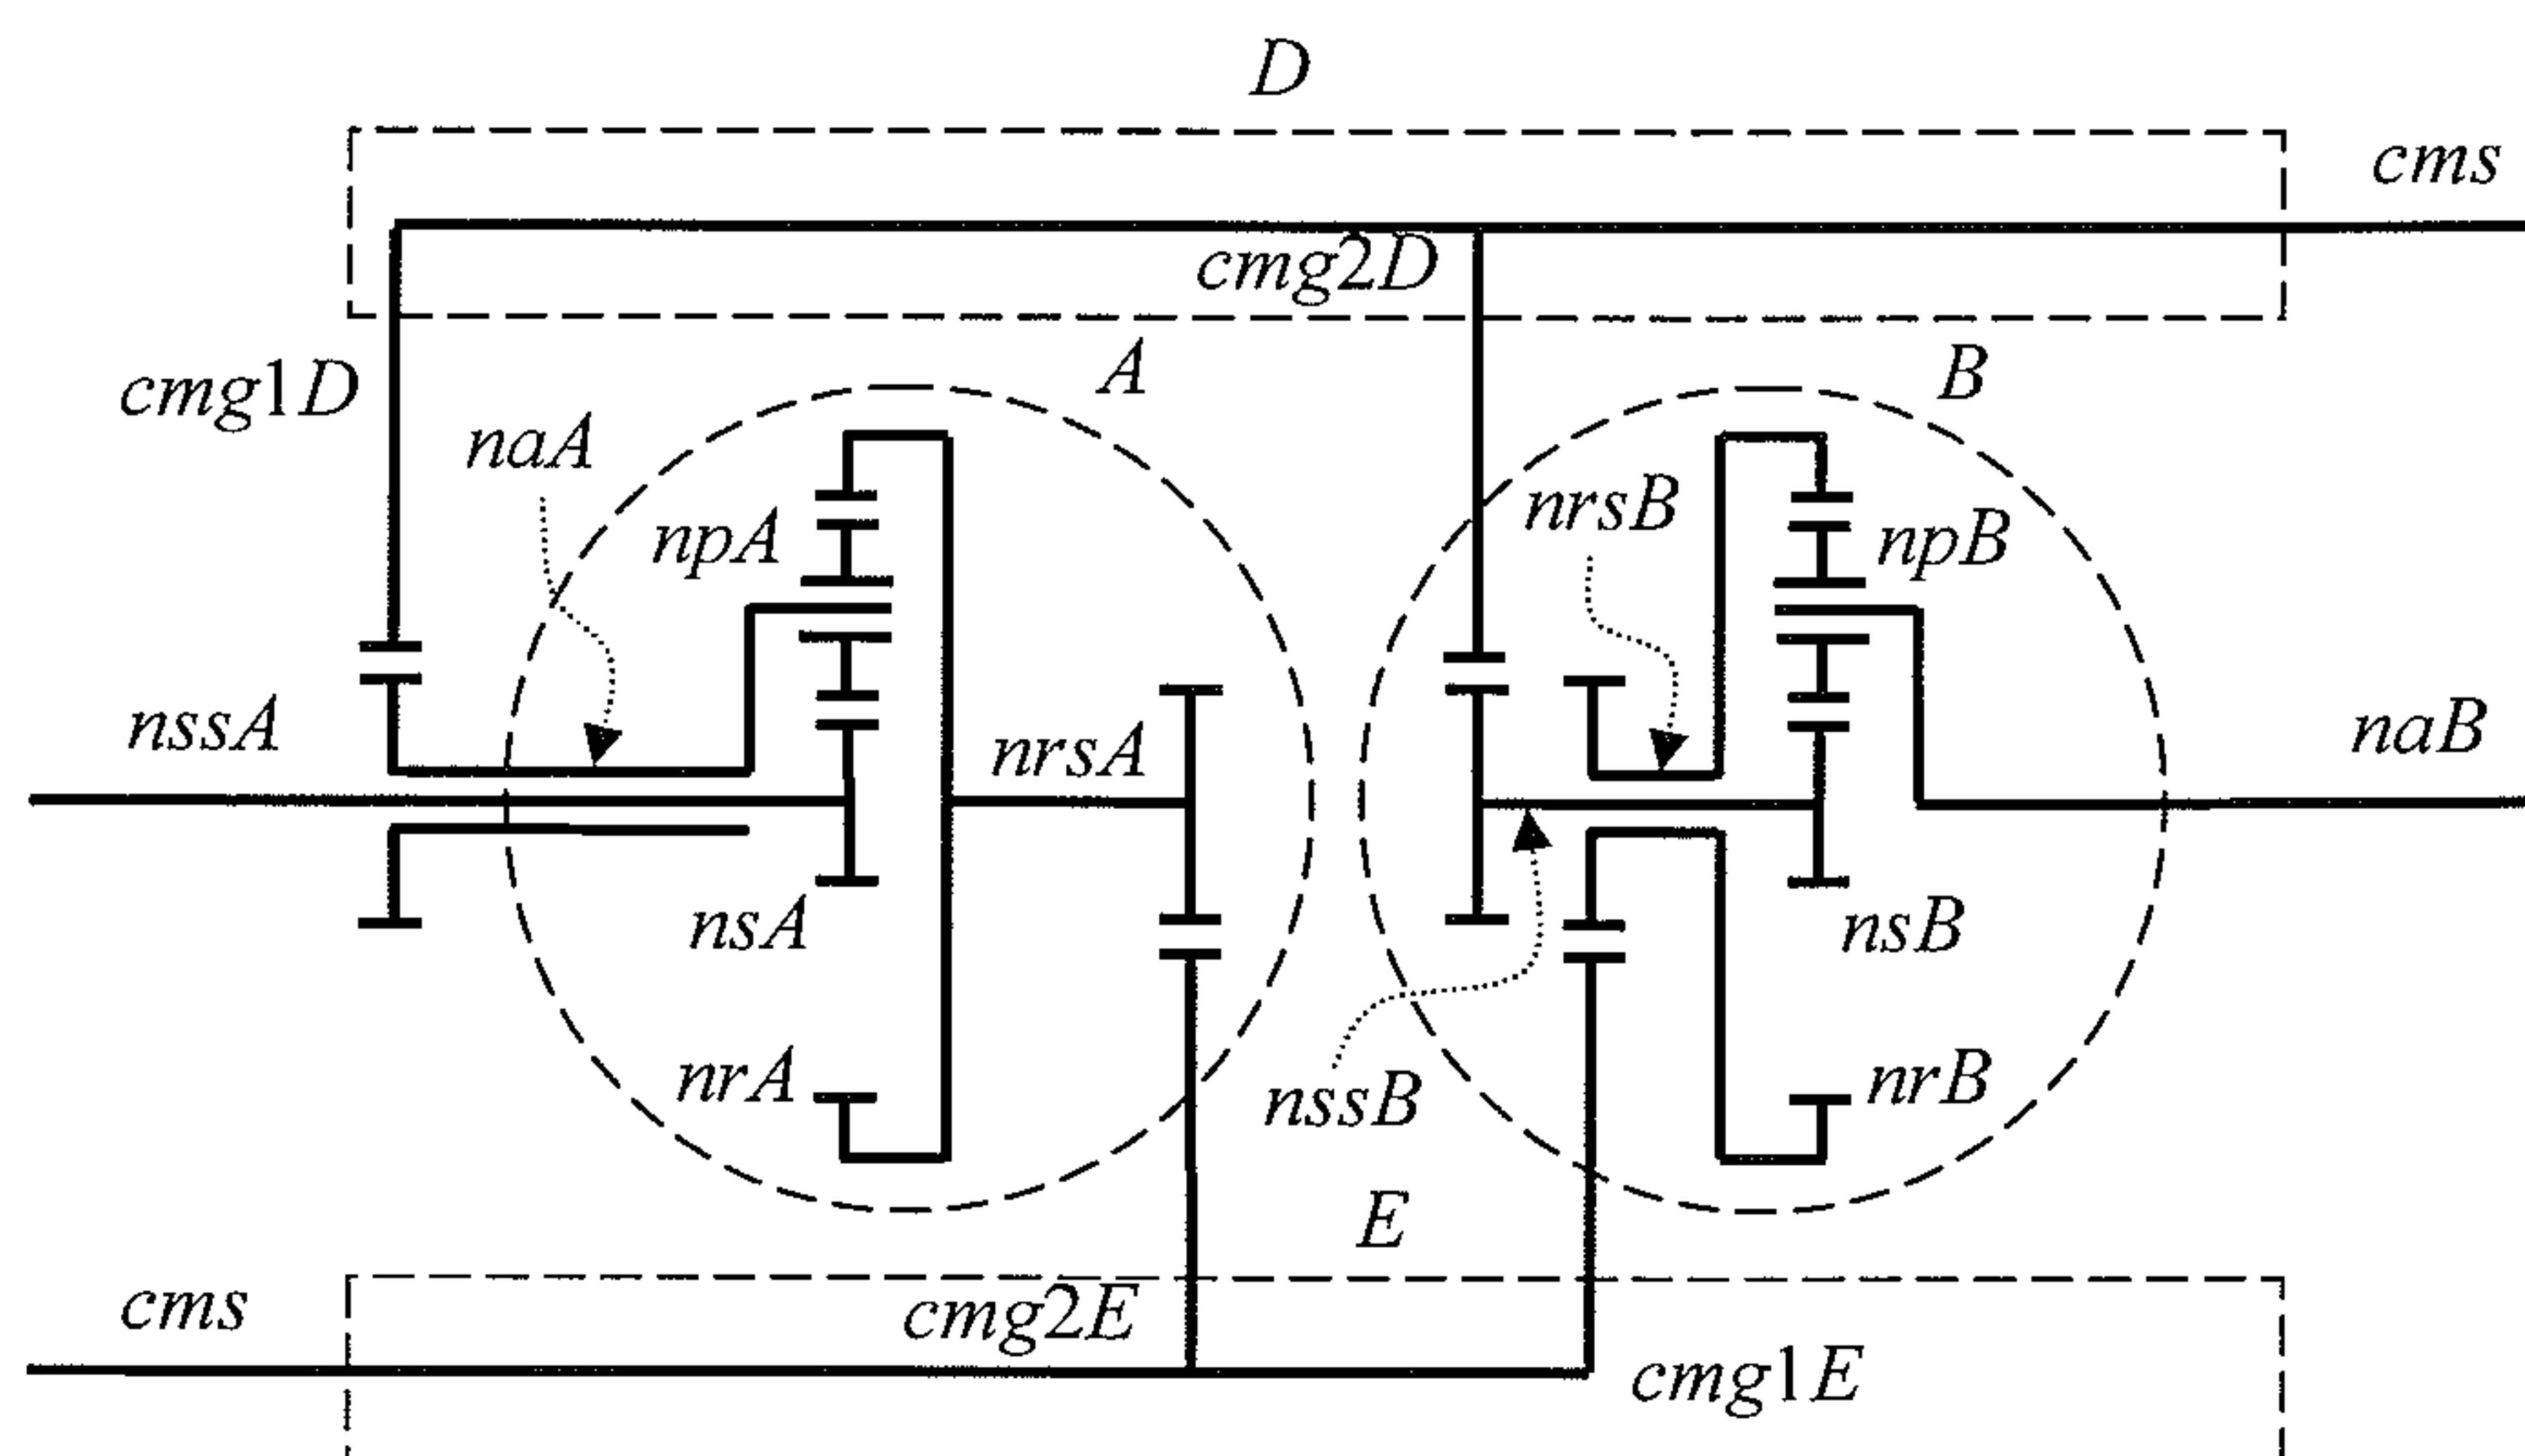 D
cms
cmg2D
cmg1D
A
B
naA
nrsB
npA
npB
nssA
nrsA
naB
nsA
nsB
nrA
nssB
nrB
E
cms
cmg2E
cmg1E